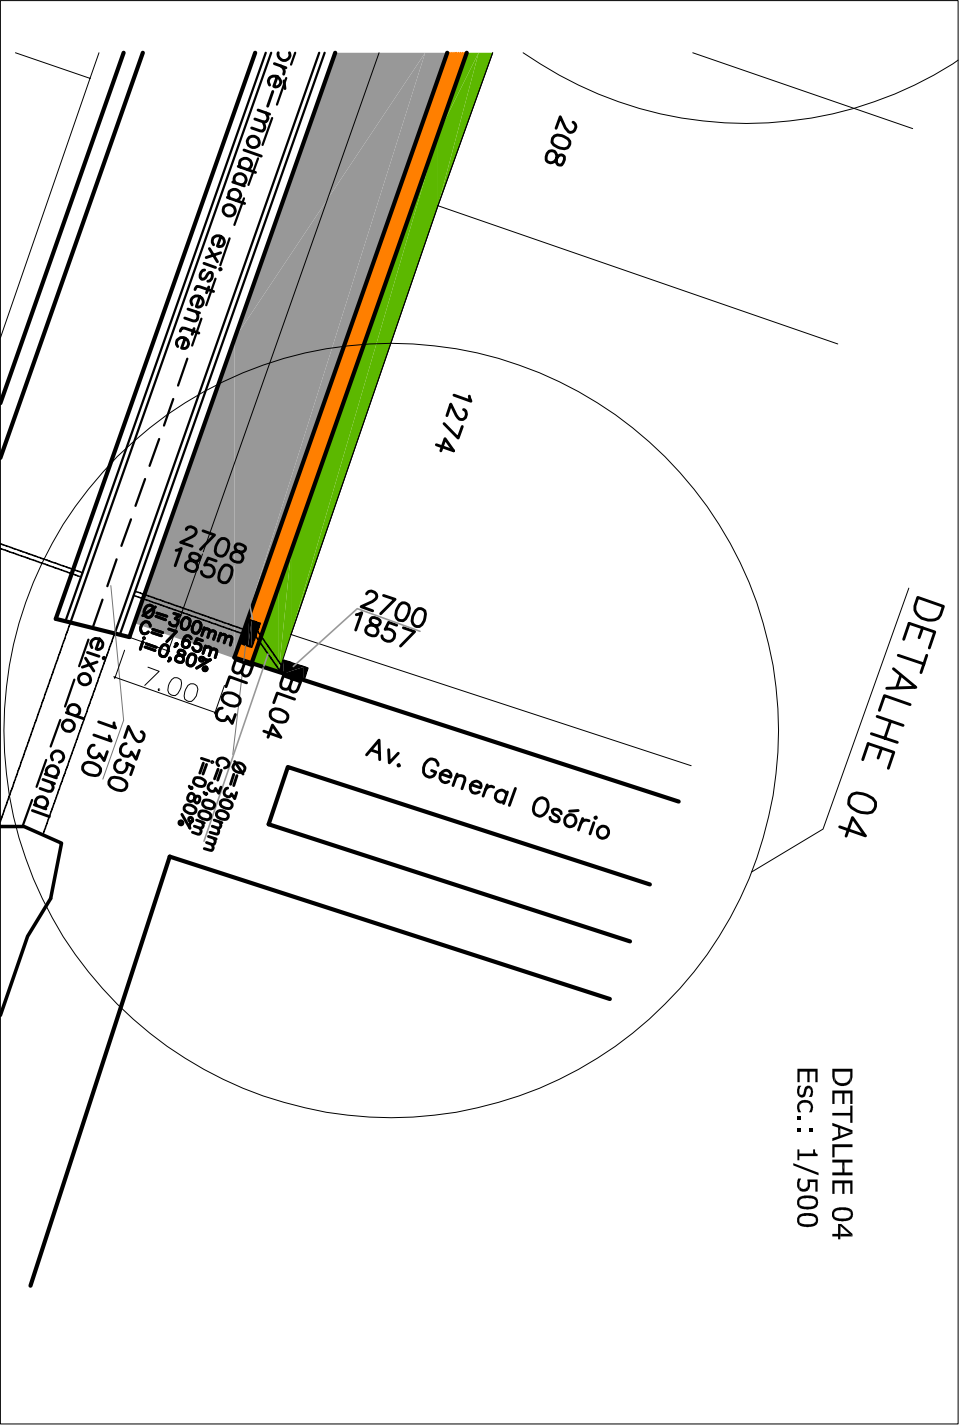 pré-moldado existente
208
1274
2708
1850
2700
1857
Ø=300mm
C=7,65m
i=0,80%
7.00
BL03
BL04
eixo do canal
2350
1130
Ø=300mm
C=3,00m
i=0,80%
Av. General Osório
DETALHE 04
DETALHE 04
Esc.: 1/500